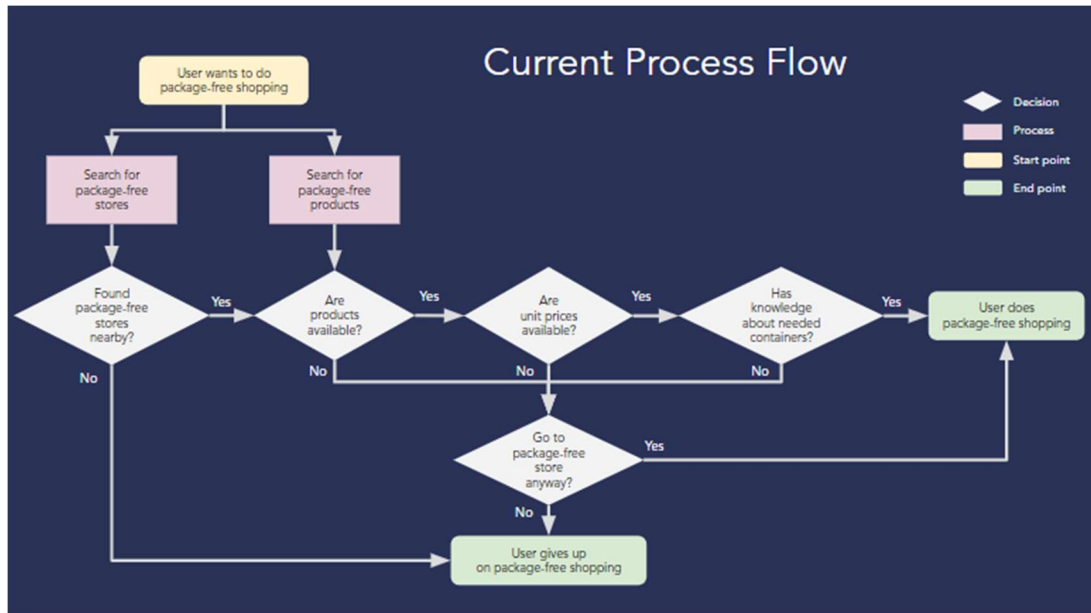 Current Process Flow
User wants to do
package-free shopping
Decision
Process
Start point
End point
Search for
package-free
stores
Search for
package-free
products
Found
package-free
stores
nearby?
Yes
Are
products
available?
Yes
Are
unit prices
available?
Yes
Has
knowledge
about needed
containers?
Yes
User does
package-free shopping
No
No
No
No
Go to
package-free
store
anyway?
Yes
No
User gives up
on package-free shopping